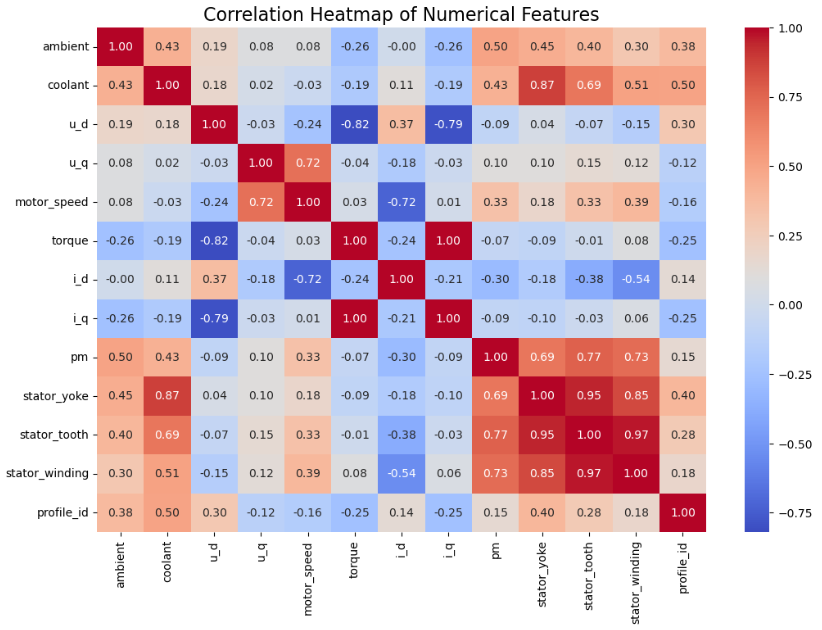 Correlation Heatmap of Numerical Features
ambient 1.00 0.43 0.19 0.08 0.08 -0.26 -0.00 -0.26 0.50 0.45 0.40 0.30 0.38
coolant 0.43 1.00 0.18 0.02 -0.03 -0.19 0.11 -0.19 0.43 0.87 0.69 0.51 0.50
u_d 0.19 0.18 1.00 -0.03 -0.24 -0.82 0.37 -0.79 -0.09 0.04 -0.07 -0.15 0.30
u_q 0.08 0.02 -0.03 1.00 0.72 -0.04 -0.18 -0.03 0.10 0.10 0.15 0.12 -0.12
motor_speed 0.08 -0.03 -0.24 0.72 1.00 0.03 -0.72 0.01 0.33 0.18 0.33 0.39 -0.16
torque -0.26 -0.19 -0.82 -0.04 0.03 1.00 -0.24 1.00 -0.07 -0.09 -0.01 0.08 -0.25
i_d -0.00 0.11 0.37 -0.18 -0.72 -0.24 1.00 -0.21 -0.30 -0.18 -0.38 -0.54 0.14
i_q -0.26 -0.19 -0.79 -0.03 0.01 1.00 -0.21 1.00 -0.09 -0.10 -0.03 0.06 -0.25
pm 0.50 0.43 -0.09 0.10 0.33 -0.07 -0.30 -0.09 1.00 0.69 0.77 0.73 0.15
stator_yoke 0.45 0.87 0.04 0.10 0.18 -0.09 -0.18 -0.10 0.69 1.00 0.95 0.85 0.40
stator_tooth 0.40 0.69 -0.07 0.15 0.33 -0.01 -0.38 -0.03 0.77 0.95 1.00 0.97 0.28
stator_winding 0.30 0.51 -0.15 0.12 0.39 0.08 -0.54 0.06 0.73 0.85 0.97 1.00 0.18
profile_id 0.38 0.50 0.30 -0.12 -0.16 -0.25 0.14 -0.25 0.15 0.40 0.28 0.18 1.00
ambient coolant u_d u_q motor_speed torque i_d i_q pm stator_yoke stator_tooth stator_winding profile_id
1.00
0.75
0.50
0.25
0.00
−0.25
−0.50
−0.75